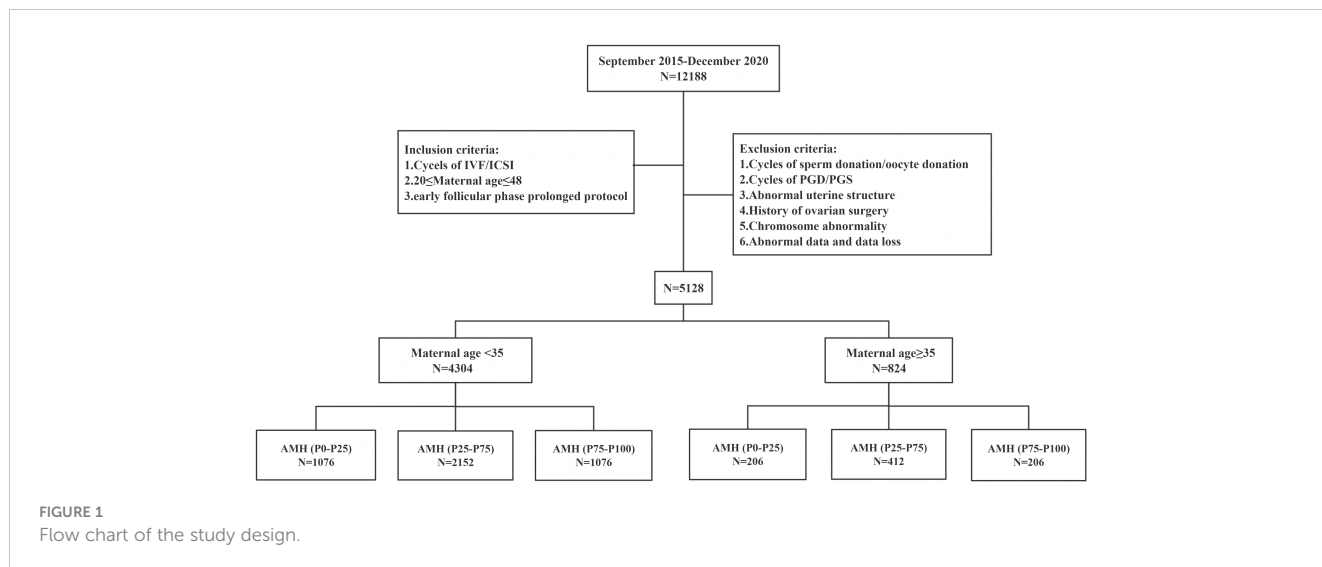 September 2015-December 2020
N=12188
Inclusion criteria:
1.Cycels of IVF/ICSI
2.20≤Maternal age≤48
3.early follicular phase prolonged protocol
Exclusion criteria:
1.Cycles of sperm donation/oocyte donation
2.Cycles of PGD/PGS
3.Abnormal uterine structure
4.History of ovarian surgery
5.Chromosome abnormality
6.Abnormal data and data loss
N=5128
Maternal age <35
N=4304
Maternal age≥35
N=824
AMH (P0-P25)
N=1076
AMH (P25-P75)
N=2152
AMH (P75-P100)
N=1076
AMH (P0-P25)
N=206
AMH (P25-P75)
N=412
AMH (P75-P100)
N=206
FIGURE 1
Flow chart of the study design.